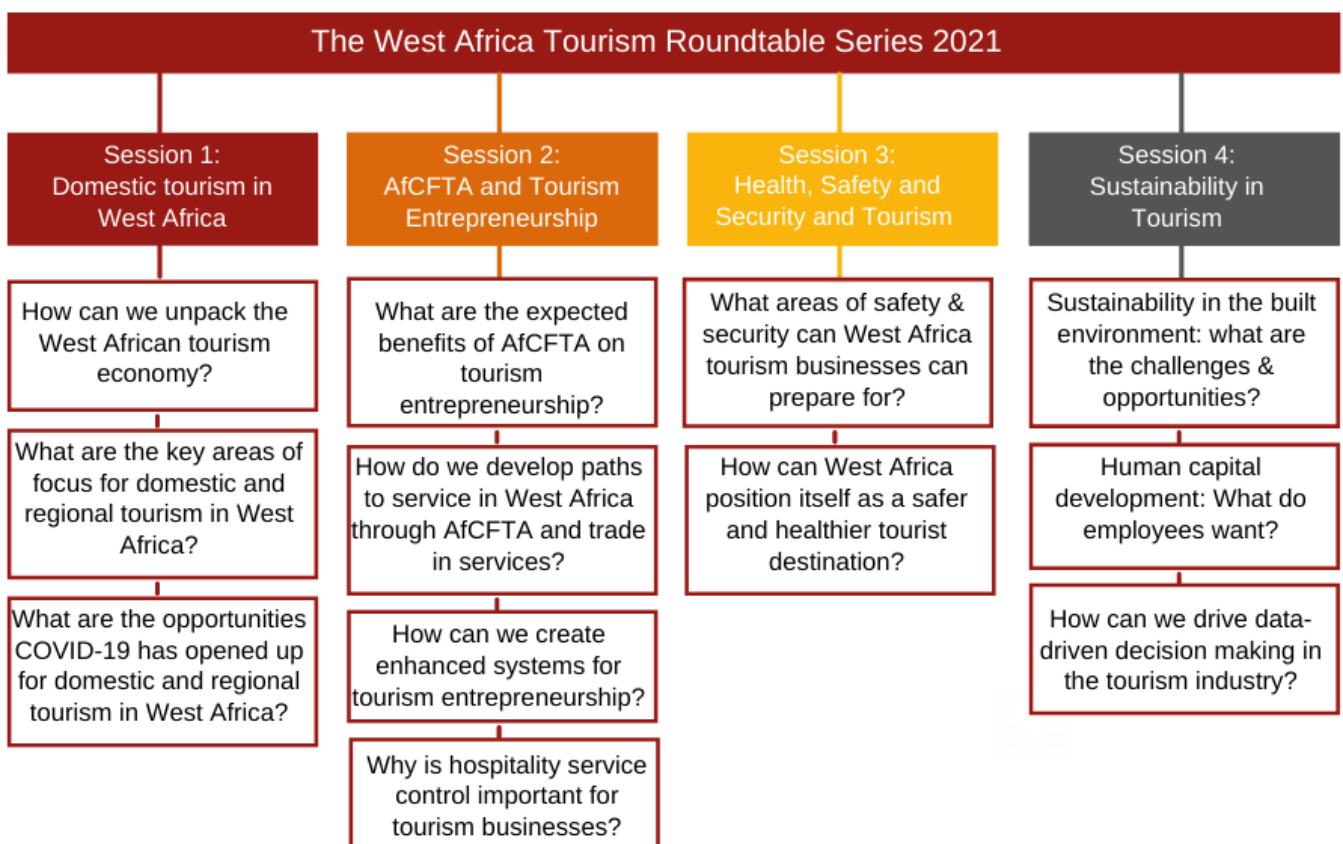 The West Africa Tourism Roundtable Series 2021
Session 1:
Domestic tourism in
West Africa
How can we unpack the
West African tourism
economy?
What are the key areas of
focus for domestic and
regional tourism in West
Africa?
What are the opportunities
COVID-19 has opened up
for domestic and regional
tourism in West Africa?
Session 2:
AfCFTA and Tourism
Entrepreneurship
What are the expected
benefits of AfCFTA on
tourism
entrepreneurship?
How do we develop paths
to service in West Africa
through AfCFTA and trade
in services?
How can we create
enhanced systems for
tourism entrepreneurship?
Why is hospitality service
control important for
tourism businesses?
Session 3:
Health, Safety and
Security and Tourism
What areas of safety &
security can West Africa
tourism businesses can
prepare for?
How can West Africa
position itself as a safer
and healthier tourist
destination?
Session 4:
Sustainability in
Tourism
Sustainability in the built
environment: what are
the challenges &
opportunities?
Human capital
development: What do
employees want?
How can we drive data-
driven decision making in
the tourism industry?